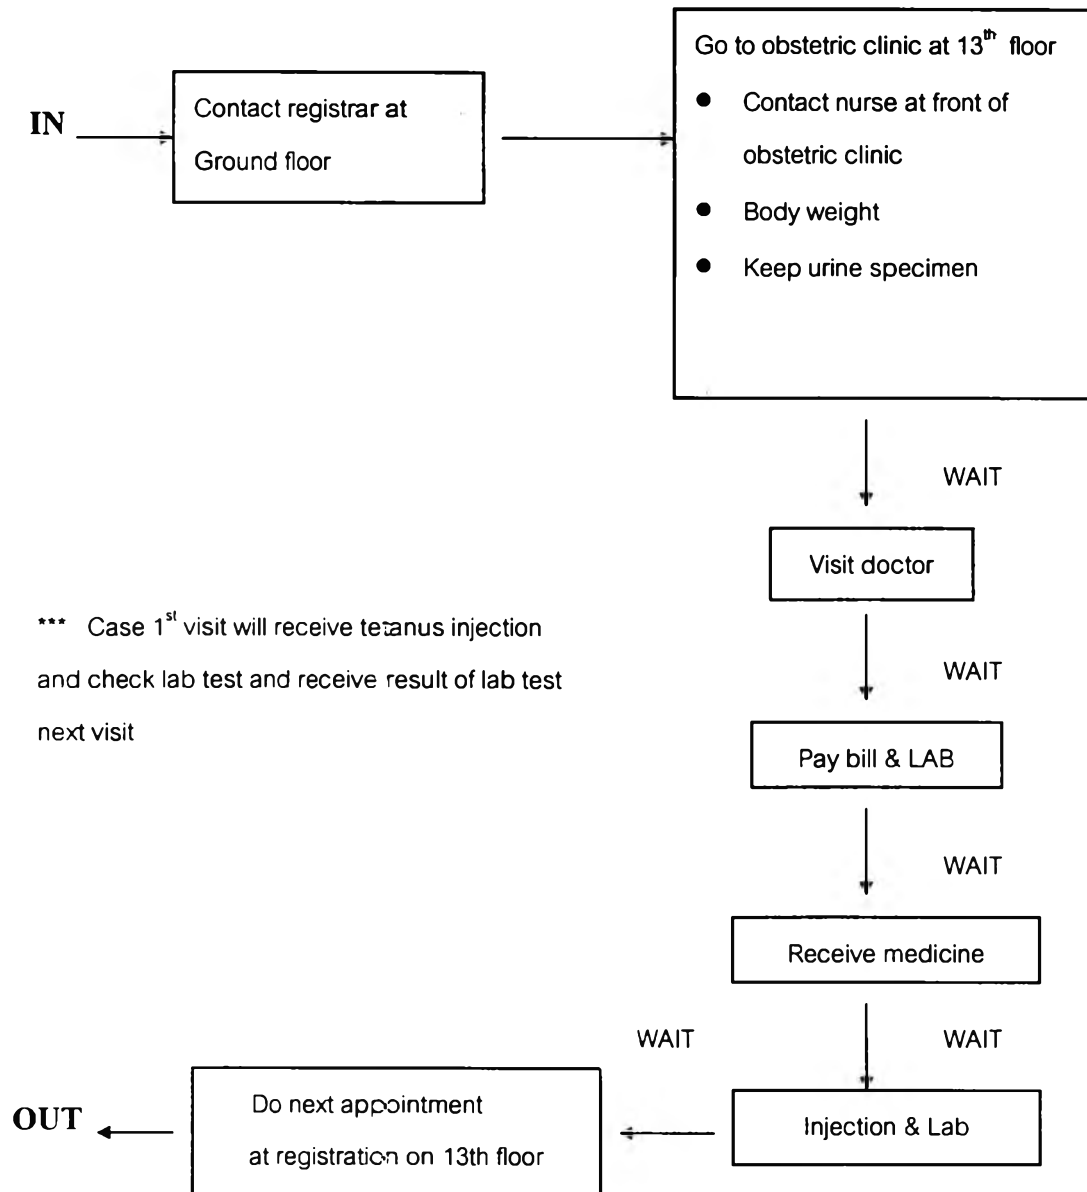 IN
Contact registrar at
Ground floor
Go to obstetric clinic at 13th floor
● Contact nurse at front of
obstetric clinic
● Body weight
● Keep urine specimen
WAIT
Visit doctor
WAIT
*** Case 1st visit will receive tetanus injection
and check lab test and receive result of lab test
next visit
Pay bill & LAB
WAIT
Receive medicine
WAIT
WAIT
Injection & Lab
Do next appointment
at registration on 13th floor
OUT